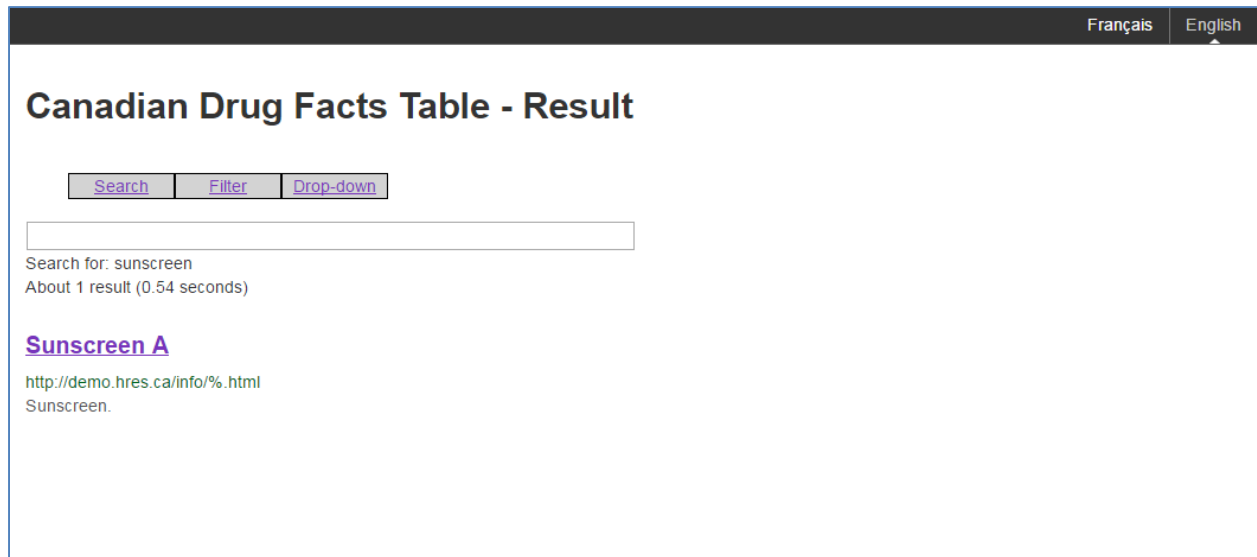 Français English
Canadian Drug Facts Table - Result
Search Filter Drop-down
Search for: sunscreen
About 1 result (0.54 seconds)
Sunscreen A
http://demo.hres.ca/info/%.html
Sunscreen.